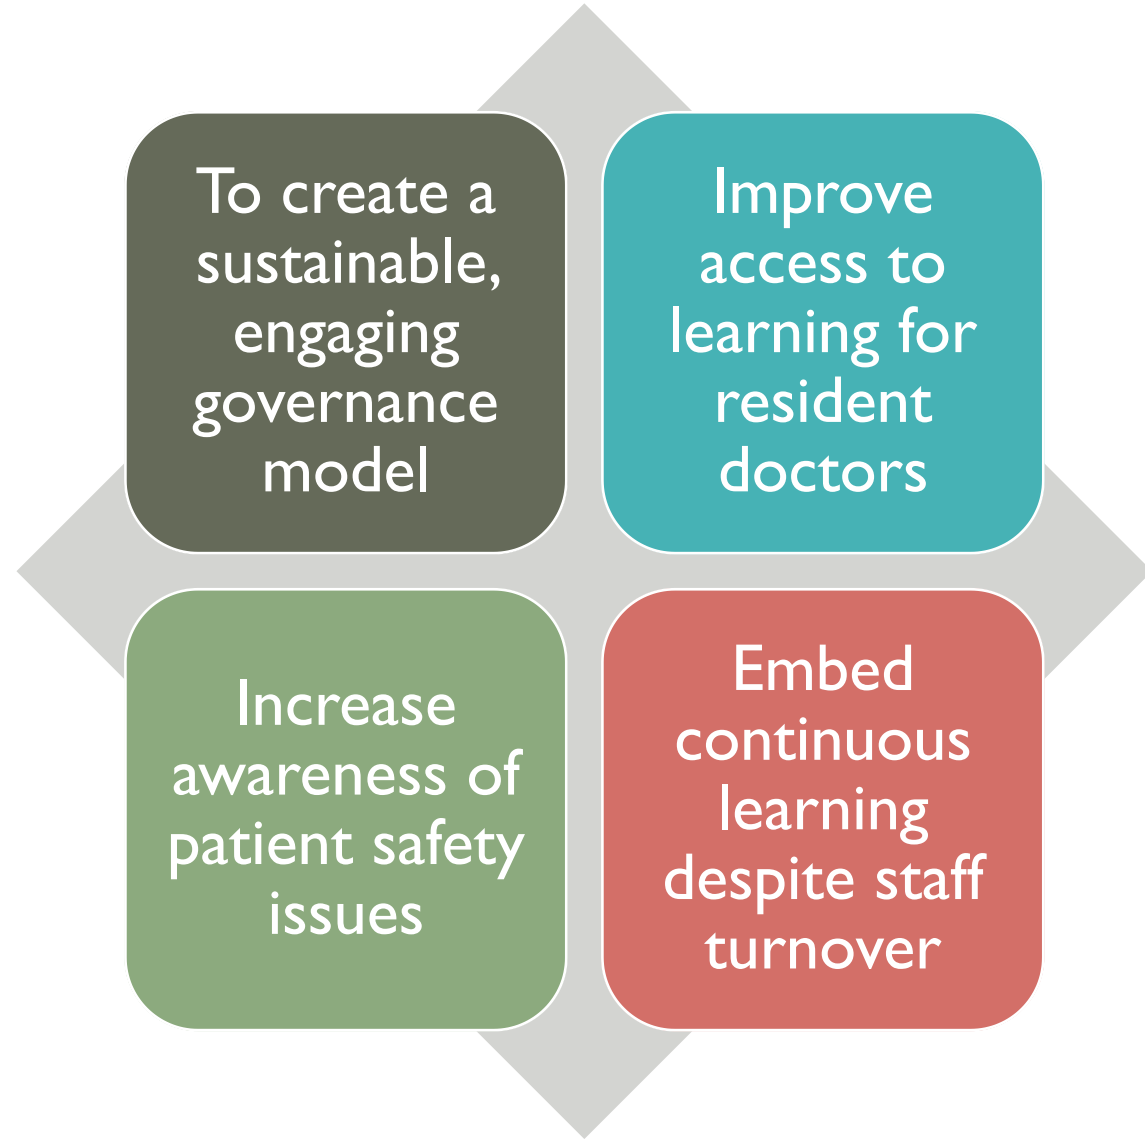 To create a
sustainable,
engaging
governance
model
Improve
access to
learning for
resident
doctors
Increase
awareness of
patient safety
issues
Embed
continuous
learning
despite staff
turnover